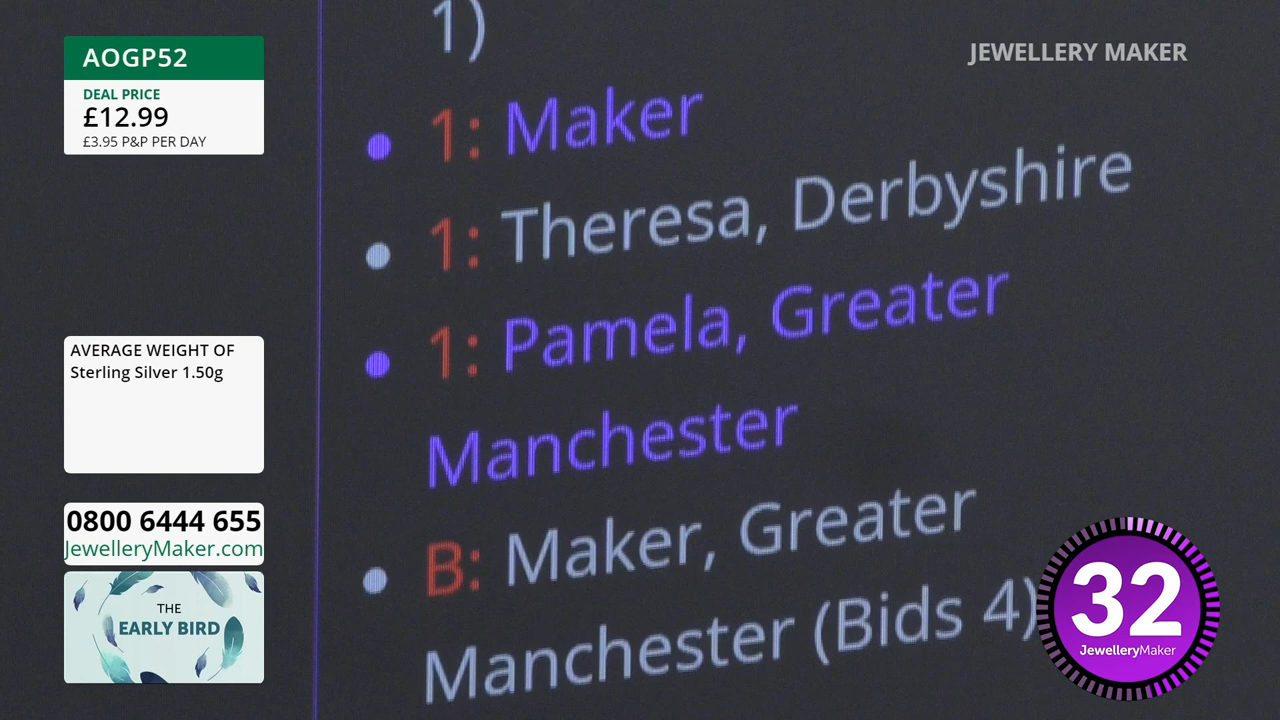 AOGP52
DEAL PRICE
£12.99
£3.95 P&P PER DAY
AVERAGE WEIGHT OF
Sterling Silver 1.50g
0800 6444 655
JewelleryMaker.com
THE
EARLY BIRD
JEWELLERY MAKER
1)
1: Maker
1: Theresa, Derbyshire
1: Pamela, Greater
Manchester
B: Maker, Greater
Manchester (Bids 4)
32
JewelleryMaker